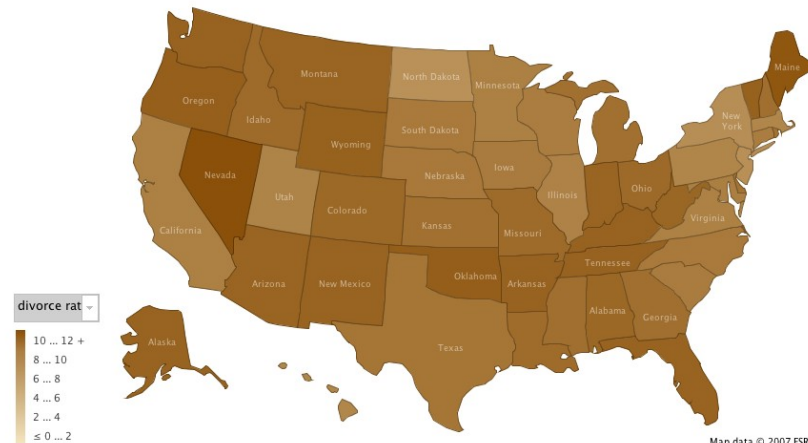 Maine
Montana
North Dakota
Minnesota
Oregon
New
York
Idaho
South Dakota
Wyoming
Nevada
Iowa
Nebraska
Ohio
Utah
Illinois
Colorado
Virginia
Kansas
California
Missouri
Tennessee
Oklahoma
Arizona
New Mexico
Arkansas
divorce rat
Alabama
Georgia
10 ... 12 +
Alaska
Texas
8 ... 10
6 ... 8
4 ... 6
2 ... 4
≤ 0 ... 2
Map data © 2007 ESR